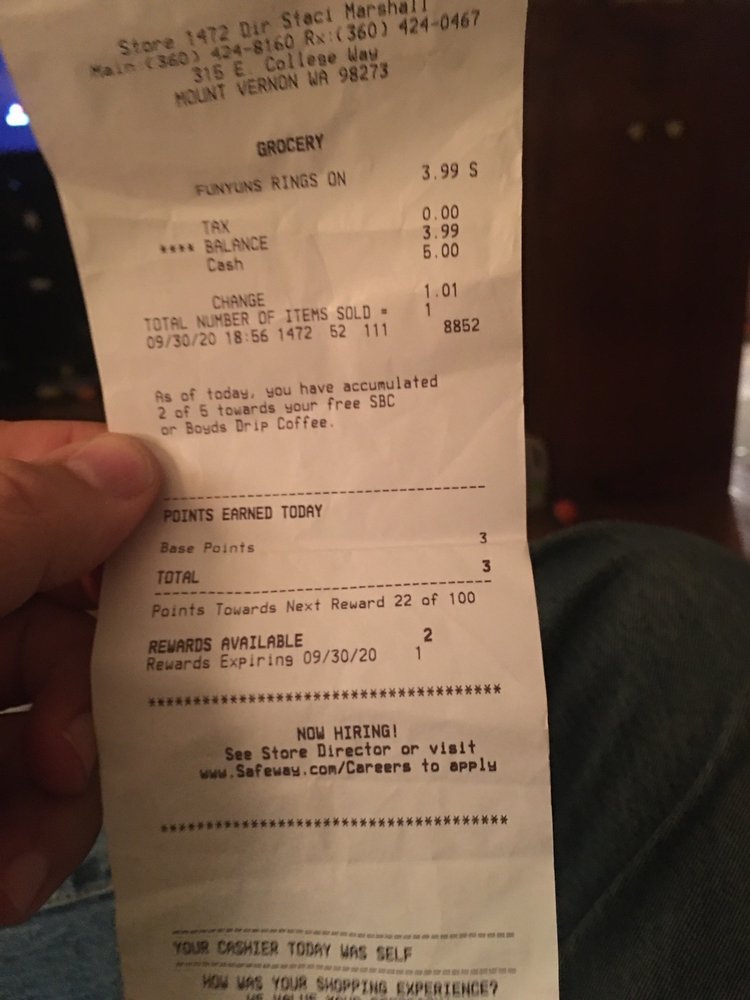 Store 1472 Dir Staci Marshall
Main:(360) 424-8160 Rx:(360) 424-0467
315 E. College Way
MOUNT VERNON WA 98273
GROCERY
FUNYUNS RINGS ON 3.99 S
TAX 0.00
**** BALANCE 3.99
Cash 5.00
CHANGE 1.01
TOTAL NUMBER OF ITEMS SOLD = 1
09/30/20 18:56 1472 52 111 8852
As of today, you have accumulated
2 of 5 towards your free SBC
or Boyds Drip Coffee.
POINTS EARNED TODAY
Base Points 3
TOTAL 3
Points Towards Next Reward 22 of 100
REWARDS AVAILABLE 2
Rewards Expiring 09/30/20 1
************************************
NOW HIRING!
See Store Director or visit
www.Safeway.com/Careers to apply
************************************
YOUR CASHIER TODAY WAS SELF
HOW WAS YOUR SHOPPING EXPERIENCE?
WE VALUE YOUR